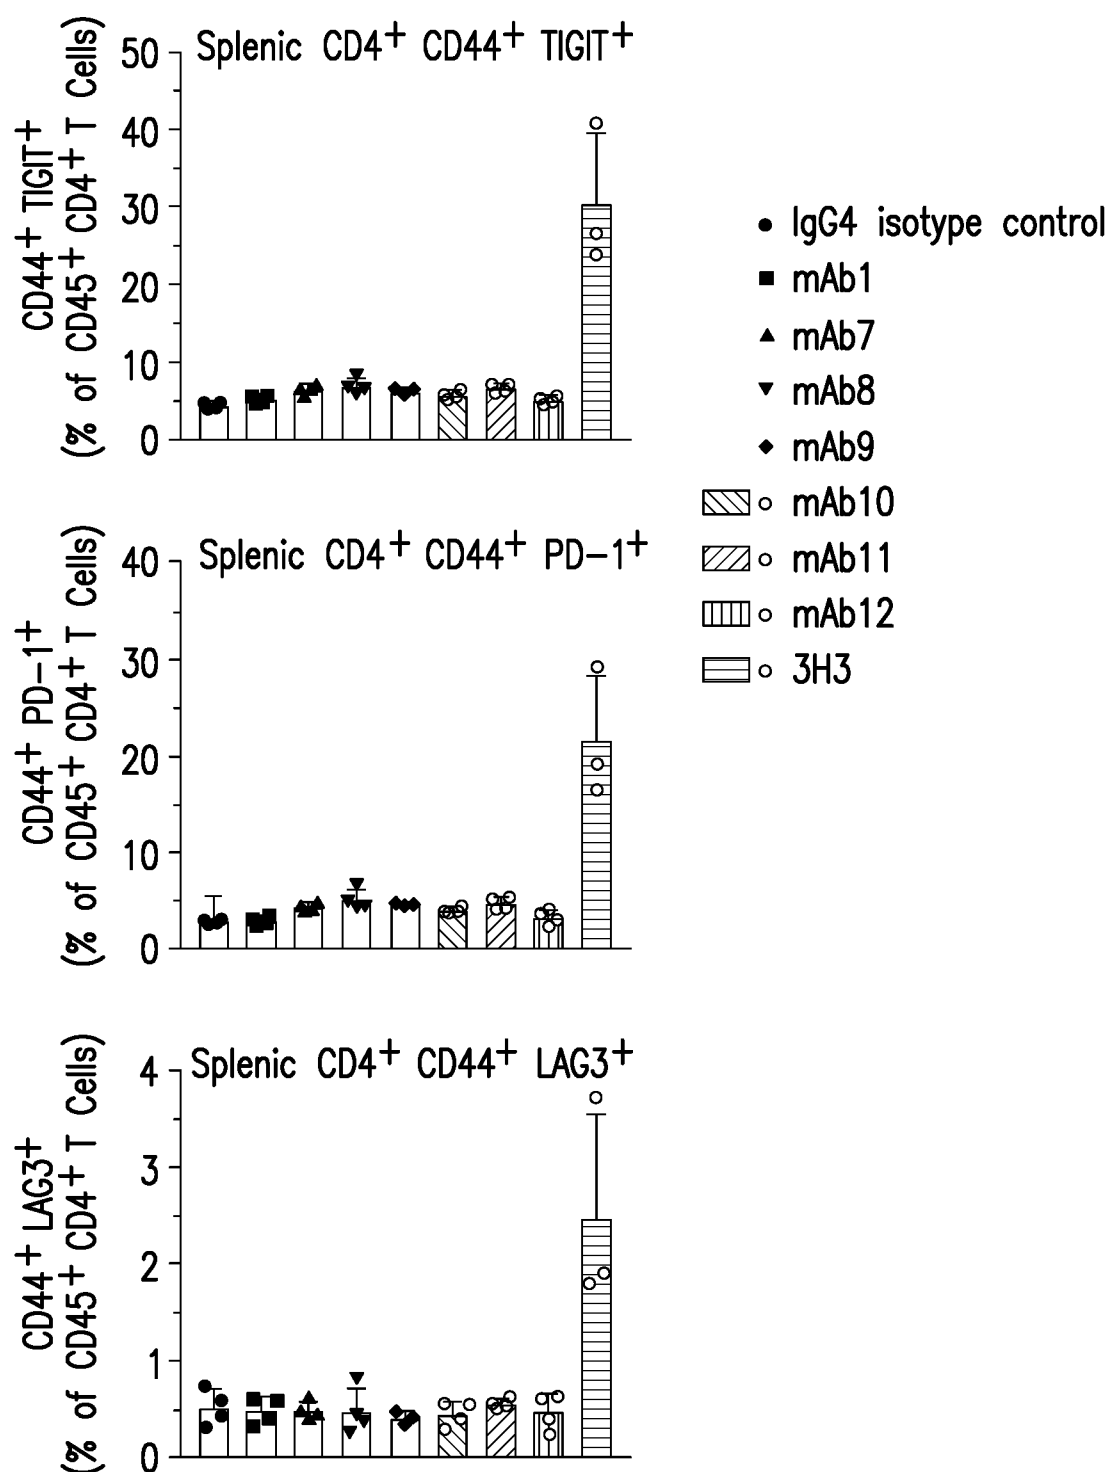 Splenic CD4+ CD44+ TIGIT+
CD44+ TIGIT+
(% of CD45+ CD4+ T Cells)
50
40
30
20
10
0
IgG4 isotype control
mAb1
mAb7
mAb8
mAb9
mAb10
mAb11
mAb12
3H3
Splenic CD4+ CD44+ PD-1+
CD44+ PD-1+
(% of CD45+ CD4+ T Cells)
40
30
20
10
0
Splenic CD4+ CD44+ LAG3+
CD44+ LAG3+
(% of CD45+ CD4+ T Cells)
4
3
2
1
0